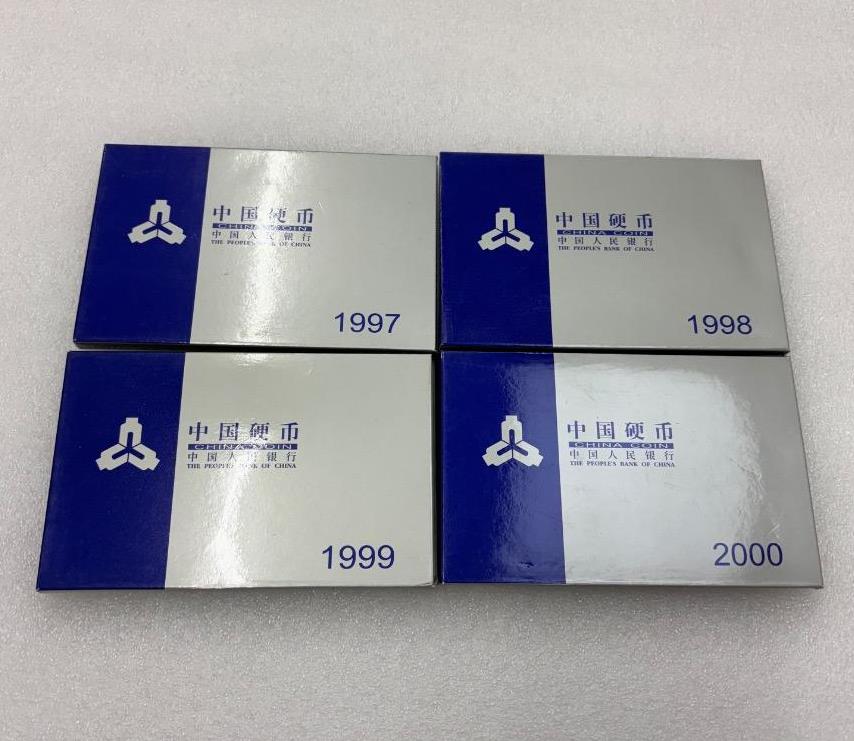 中国硬币
CHINA COIN
中国人民银行
THE PEOPLE'S BANK OF CHINA
1997
中国硬币
CHINA COIN
中国人民银行
THE PEOPLE'S BANK OF CHINA
1998
中国硬币
CHINA COIN
中国人民银行
THE PEOPLE'S BANK OF CHINA
1999
中国硬币
CHINA COIN
中国人民银行
THE PEOPLE'S BANK OF CHINA
2000